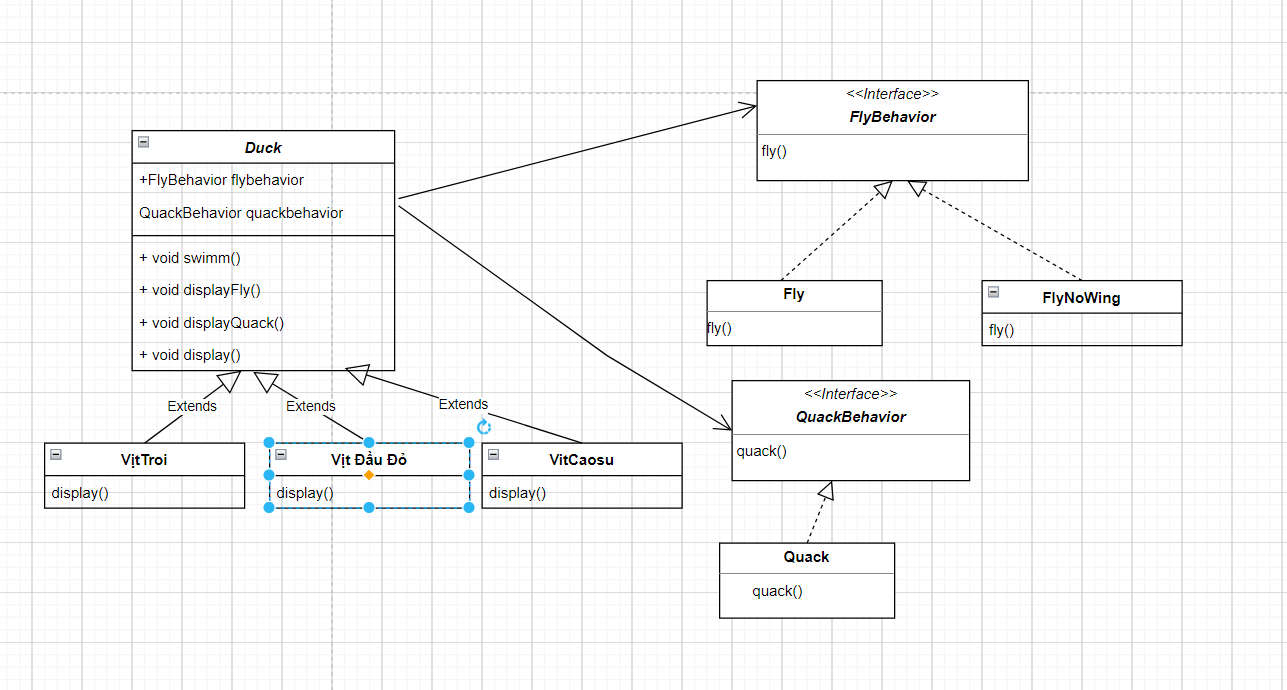 Duck
+FlyBehavior flybehavior
QuackBehavior quackbehavior
+ void swimm()
+ void displayFly()
+ void displayQuack()
+ void display()
<<Interface>>
FlyBehavior
fly()
Fly
fly()
FlyNoWing
fly()
Extends
Extends
Extends
VịtTroi
display()
Vịt Đầu Đỏ
display()
VitCaosu
display()
<<Interface>>
QuackBehavior
quack()
Quack
quack()